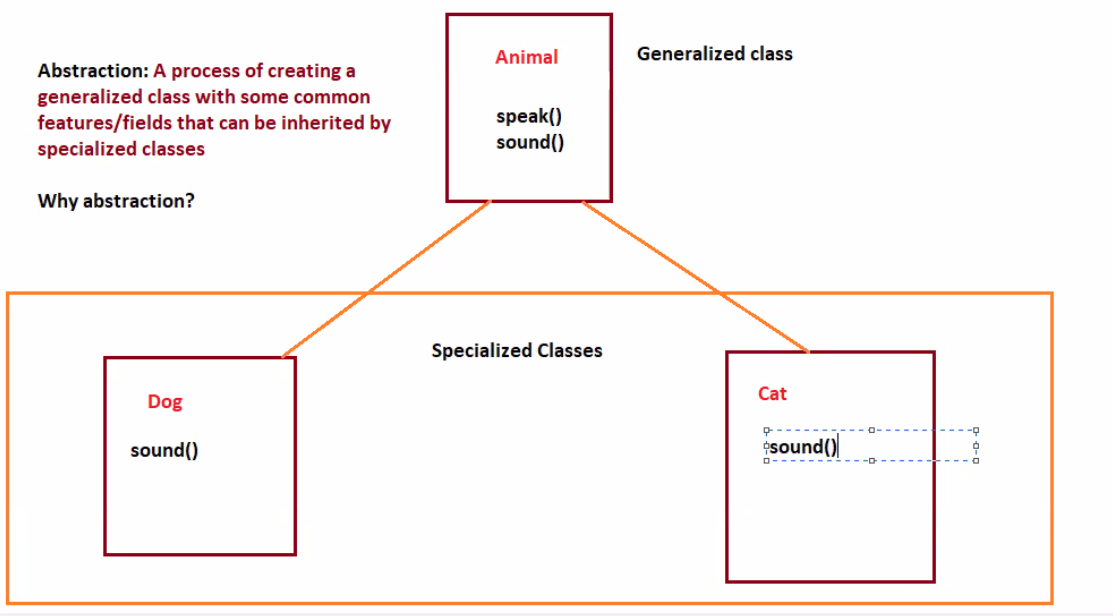 Abstraction: A process of creating a
generalized class with some common
features/fields that can be inherited by
specialized classes
Why abstraction?
Animal
speak()
sound()
Generalized class
Specialized Classes
Dog
sound()
Cat
sound()